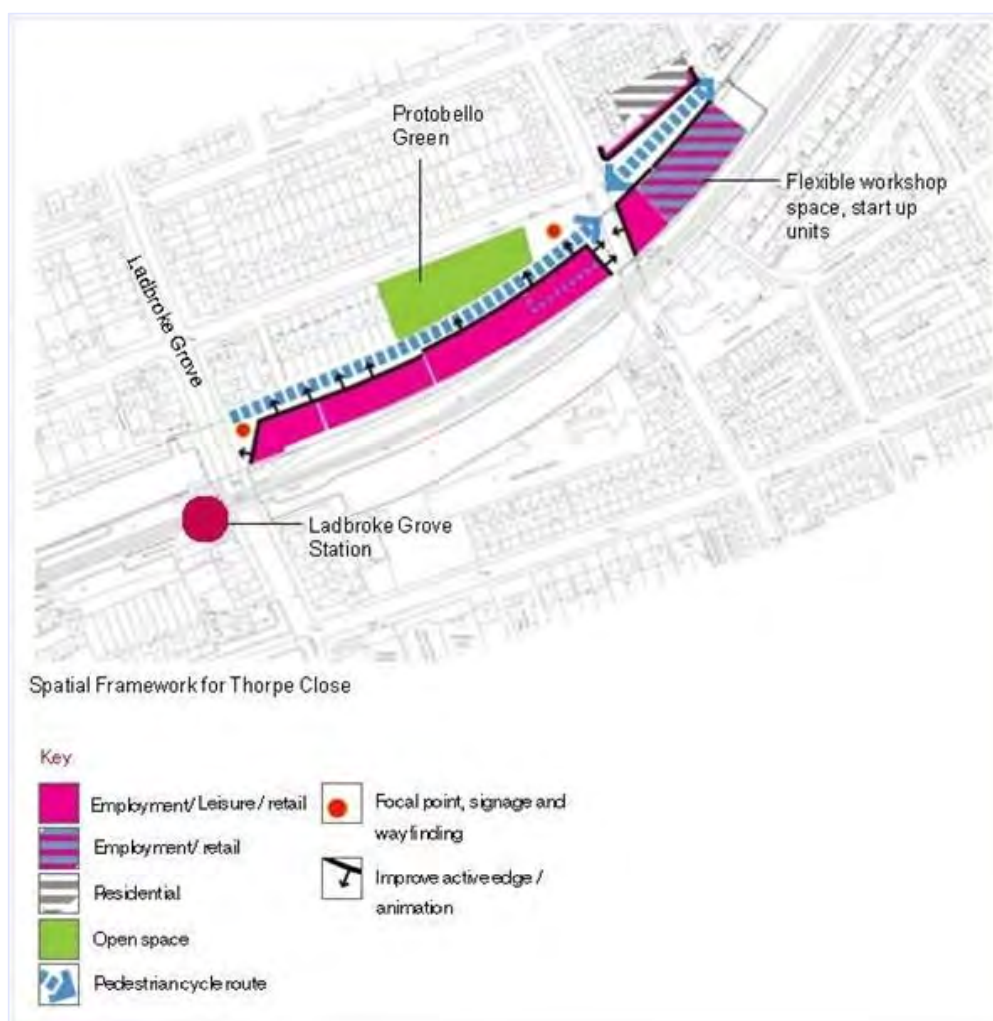 Protobello
Green
Flexible workshop
space, start up
units
Ladbroke Grove
Ladbroke Grove
Station
Spatial Framework for Thorpe Close
Key
Employment/ Leisure / retail
Employment/ retail
Residential
Open space
Pedestrian cycle route
Focal point, signage and
wayfinding
Improve active edge /
animation